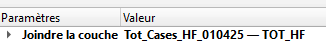 Paramètres Valeur
Joindre la couche Tot_Cases_HF_010425 — TOT_HF